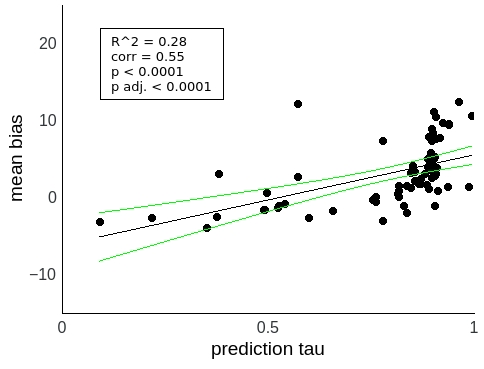 20
R^2 = 0.28
corr = 0.55
p < 0.0001
p adj. < 0.0001
10
mean bias
0
−10
0
0.5
1
prediction tau